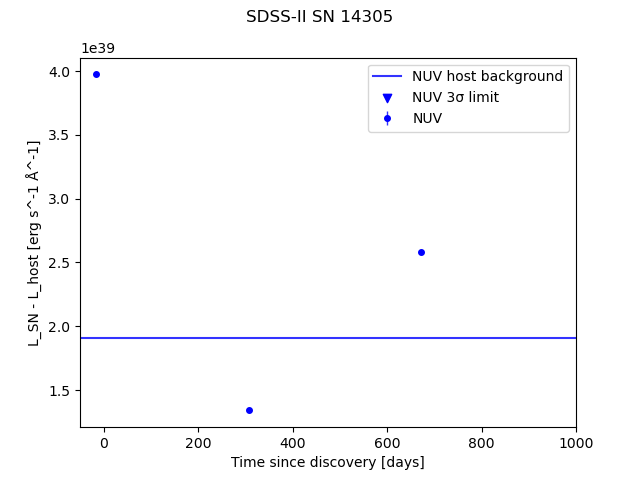 SDSS-II SN 14305
1e39
NUV host background
NUV 3σ limit
NUV
L_SN - L_host [erg s^-1 Å^-1]
4.0
3.5
3.0
2.5
2.0
1.5
0
200
400
600
800
1000
Time since discovery [days]